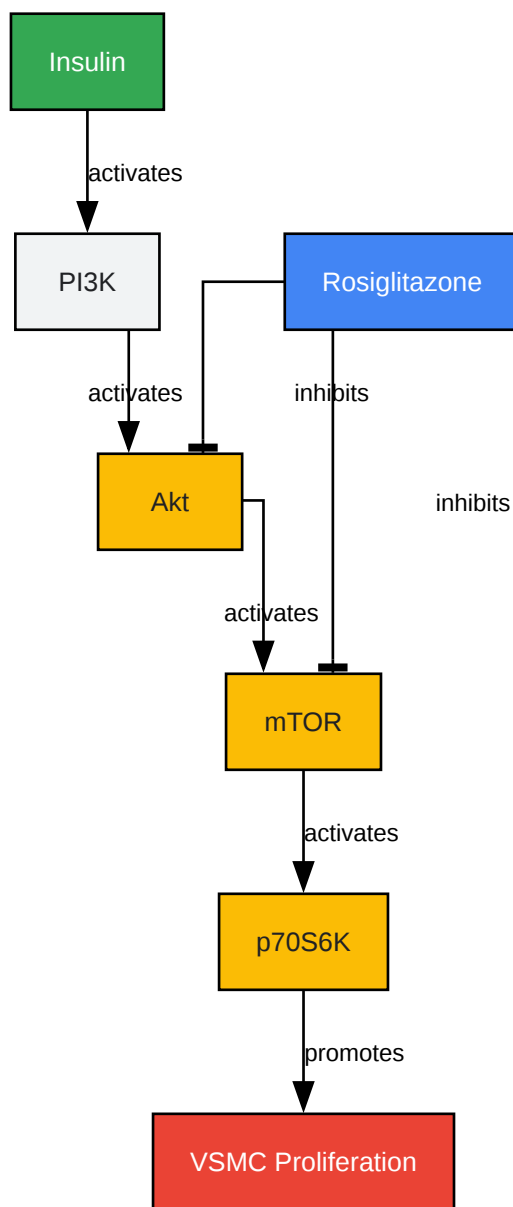 Insulin
activates
PI3K
Rosiglitazone
activates
inhibits
Akt
inhibits
activates
mTOR
activates
p70S6K
promotes
VSMC Proliferation